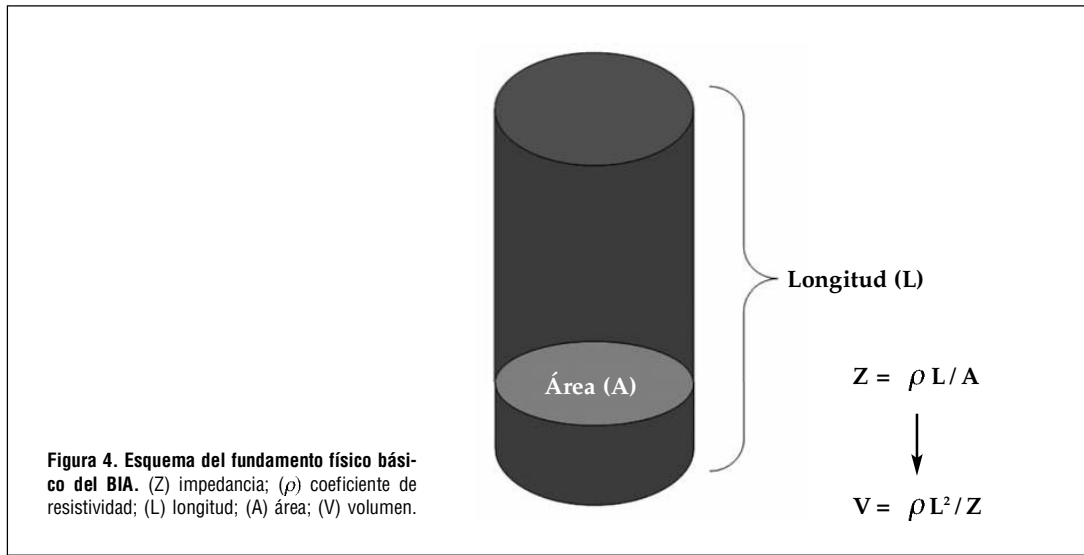 Longitud (L)
Área (A)
Z = ρ L / A
V = ρ L² / Z
Figura 4. Esquema del fundamento físico bási-
co del BIA. (Z) impedancia; (ρ) coeficiente de
resistividad; (L) longitud; (A) área; (V) volumen.